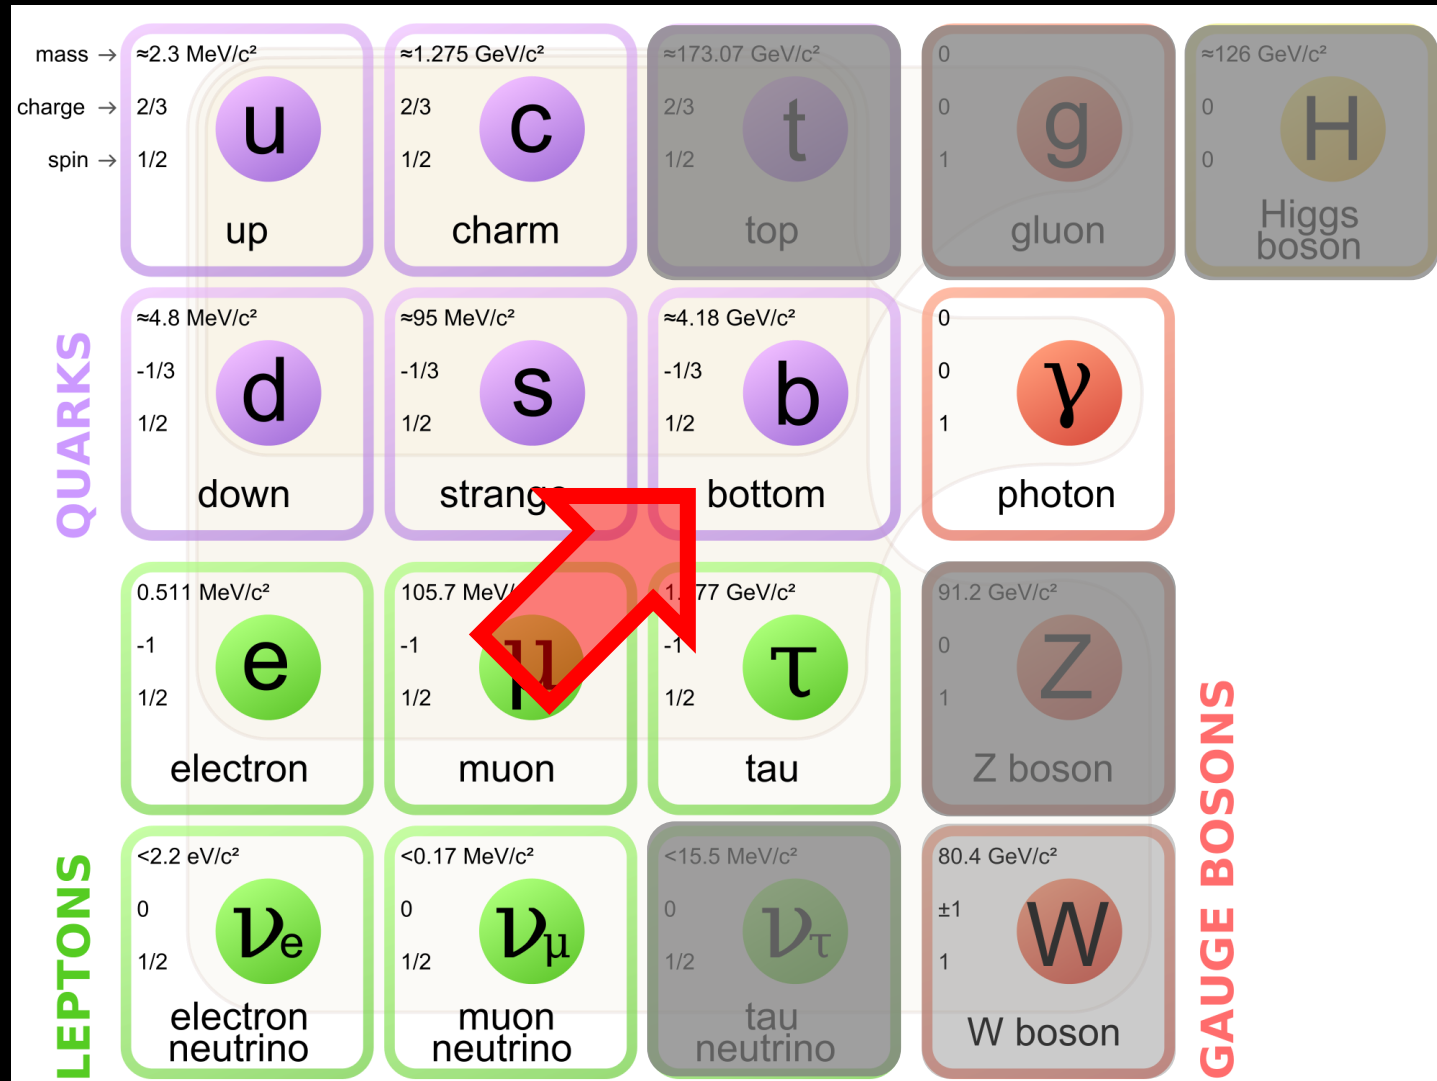 mass →
charge →
spin →
≈2.3 MeV/c²
2/3
1/2
u
up
≈1.275 GeV/c²
2/3
1/2
c
charm
≈173.07 GeV/c²
2/3
1/2
t
top
0
0
1
g
gluon
≈126 GeV/c²
0
0
H
Higgs
boson
QUARKS
≈4.8 MeV/c²
-1/3
1/2
d
down
≈95 MeV/c²
-1/3
1/2
s
strange
≈4.18 GeV/c²
-1/3
1/2
b
bottom
0
0
1
γ
photon
LEPTONS
0.511 MeV/c²
-1
1/2
e
electron
105.7 MeV/
-1
1/2
μ
muon
GeV/c²
-1
1/2
τ
tau
91.2 GeV/c²
0
1
Z
Z boson
GAUGE BOSONS
<2.2 eV/c²
0
1/2
νe
electron
neutrino
<0.17 MeV/c²
0
1/2
νμ
muon
neutrino
<15.5 MeV/c²
0
1/2
ντ
tau
neutrino
80.4 GeV/c²
±1
1
W
W boson